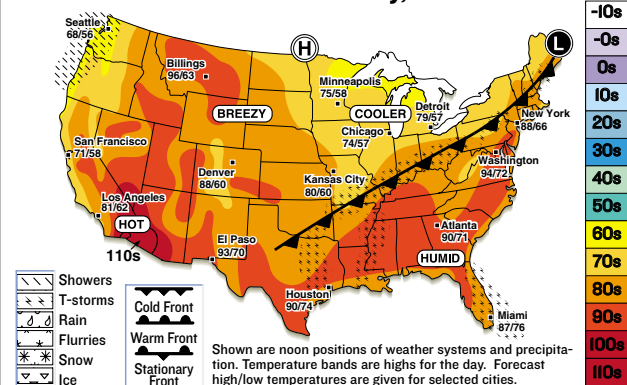 Seattle
68/56
H
L
Billings
96/63
Minneapolis
75/58
BREEZY
COOLER
Detroit
79/57
New York
88/66
Chicago
74/57
San Francisco
71/58
Washington
94/72
Denver
88/60
Kansas City
80/60
Los Angeles
81/62
HOT
110s
El Paso
93/70
Atlanta
90/71
HUMID
Houston
90/74
Miami
87/76
Showers
T-storms
Rain
Flurries
Snow
Ice
Cold Front
Warm Front
Stationary
Front
Shown are noon positions of weather systems and precipita-
tion. Temperature bands are highs for the day. Forecast
high/low temperatures are given for selected cities.
-10s
-0s
0s
10s
20s
30s
40s
50s
60s
70s
80s
90s
100s
110s